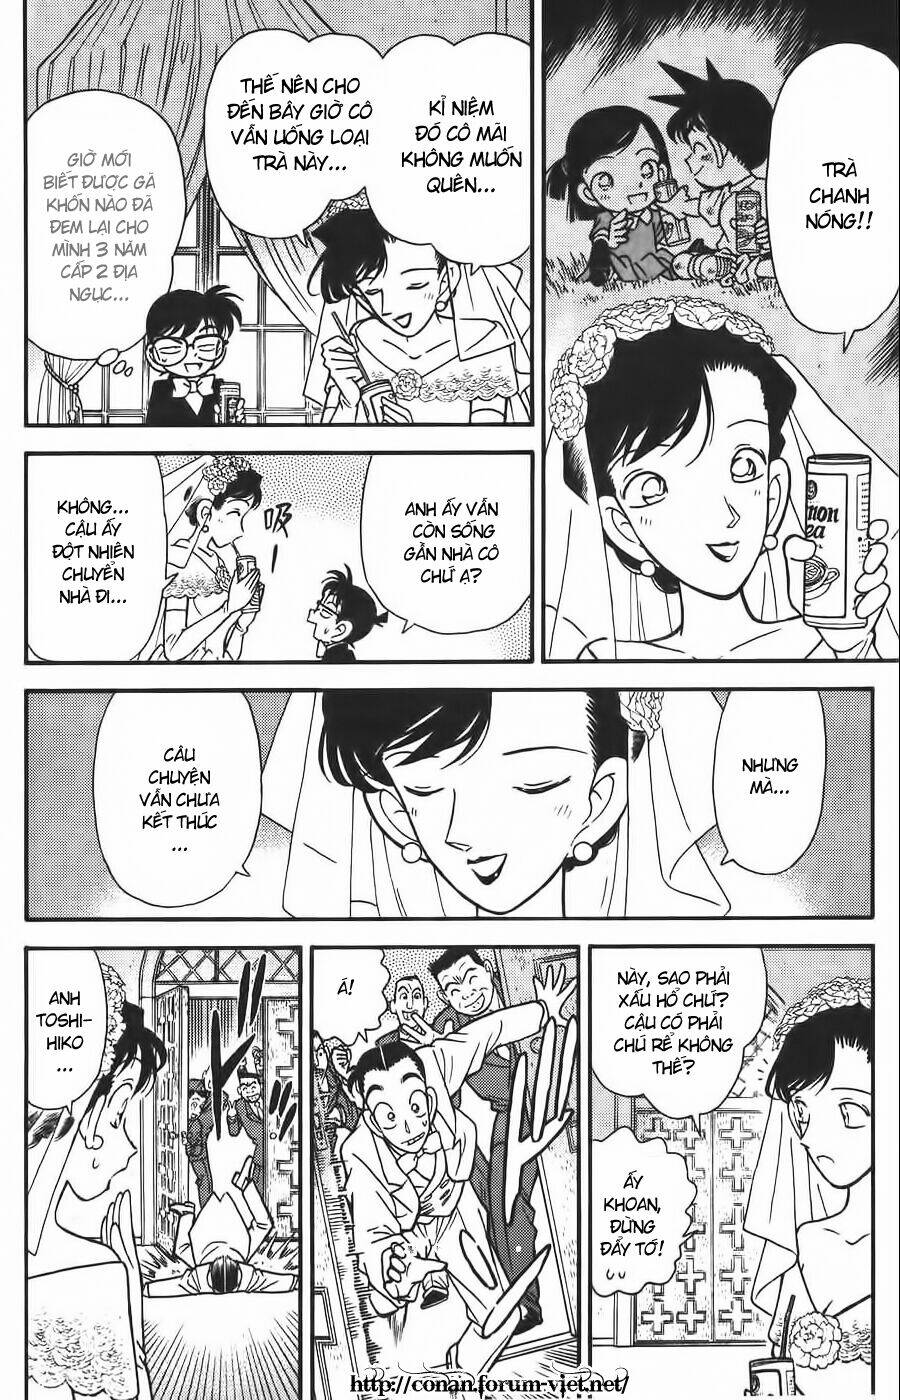 TRÀ
CHANH
NÓNG!!
KỈ NIỆM
ĐÓ CÔ MÃI
KHÔNG MUỐN
QUÊN...
THẾ NÊN CHO
ĐẾN BÂY GIỜ CÔ
VẪN UỐNG LOẠI
TRÀ NÀY...
GIỜ MỚI
BIẾT ĐƯỢC GÃ
KHỐN NÀO ĐÃ
ĐEM LẠI CHO
MÌNH 3 NĂM
CẤP 2 ĐỊA
NGỤC...
ANH ẤY VẪN
CÒN SỐNG
GẦN NHÀ CÔ
CHỨ Ạ?
吸
KHÔNG...
CẬU ẤY
ĐỘT NHIÊN
CHUYỂN
NHÀ ĐI...
NHƯNG
MÀ...
CÂU
CHUYỆN
VẪN CHƯA
KẾT THÚC
...
NÀY, SAO PHẢI
XẤU HỔ CHỨ?
CẬU CÓ PHẢI
CHÚ RỂ KHÔNG
THẾ?
ẤY
KHOAN,
ĐỪNG
ĐẨY TỚ!
Á!
ANH
TOSHI-
HIKO
...
http://conan.forum-viet.net/